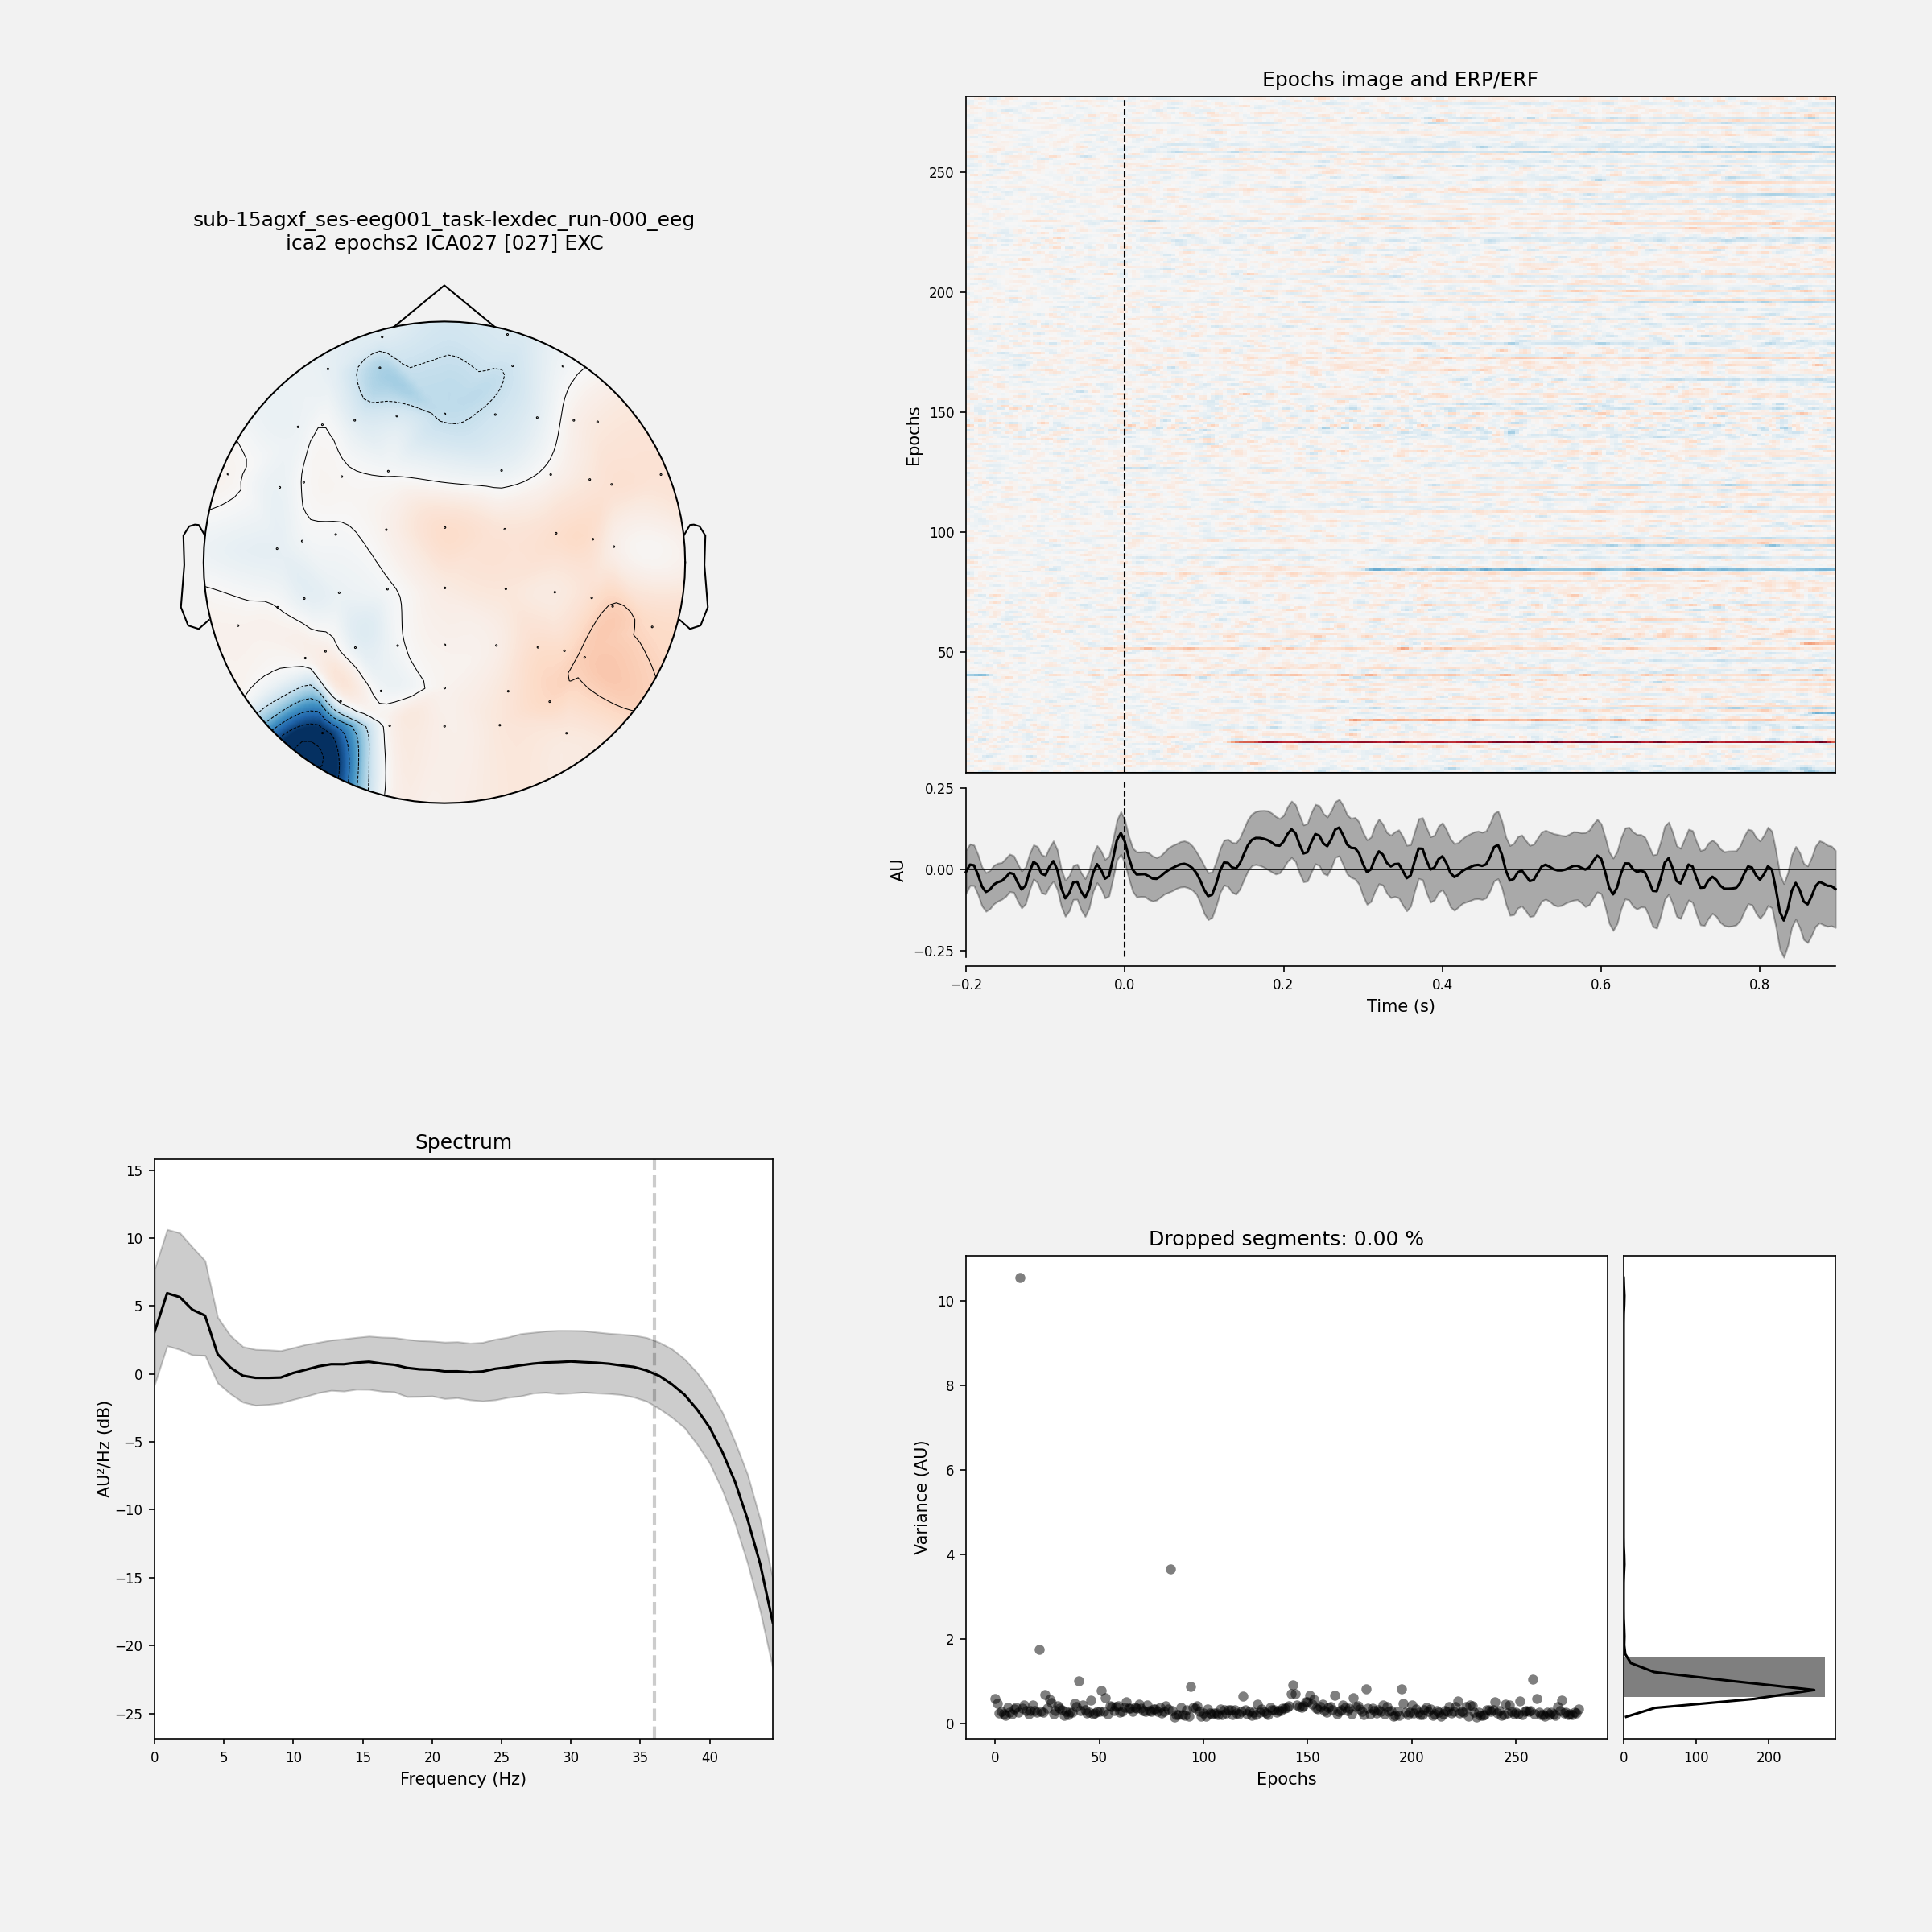 sub-15agxf_ses-eeg001_task-lexdec_run-000_eeg
ica2 epochs2 ICA027 [027] EXC
Epochs image and ERP/ERF
Epochs
250
200
150
100
50
AU
0.25
0.00
−0.25
−0.2 0.0 0.2 0.4 0.6 0.8
Time (s)
Spectrum
AU²/Hz (dB)
15
10
5
0
−5
−10
−15
−20
−25
0 5 10 15 20 25 30 35 40
Frequency (Hz)
Dropped segments: 0.00 %
Variance (AU)
10
8
6
4
2
0
0 50 100 150 200 250
Epochs
0 100 200